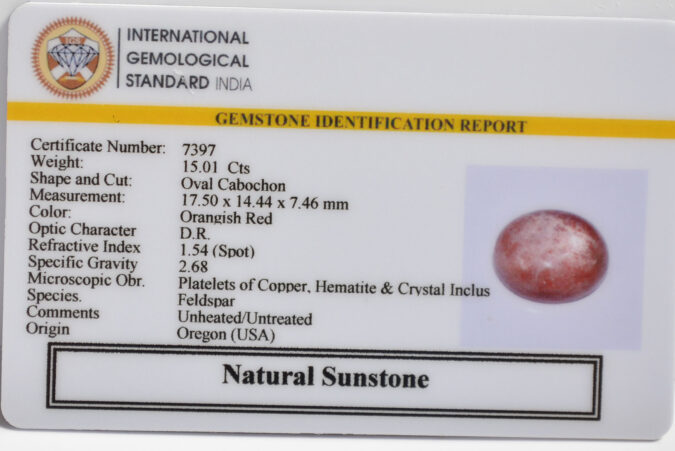 IGS
INTERNATIONAL
GEMOLOGICAL
STANDARD INDIA
GEMSTONE IDENTIFICATION REPORT
Certificate Number: 7397
Weight: 15.01 Cts
Shape and Cut: Oval Cabochon
Measurement: 17.50 x 14.44 x 7.46 mm
Color: Orangish Red
Optic Character D.R.
Refractive Index 1.54 (Spot)
Specific Gravity 2.68
Microscopic Obr. Platelets of Copper, Hematite & Crystal Inclus
Species. Feldspar
Comments Unheated/Untreated
Origin Oregon (USA)
Natural Sunstone